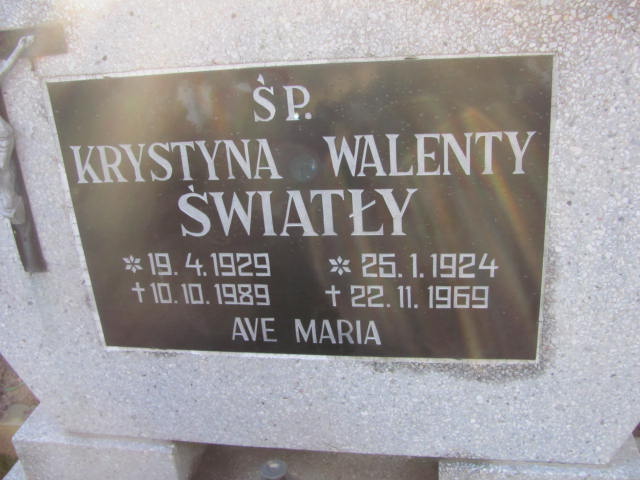 ŚP.
KRYSTYNA WALENTY
ŚWIATŁY
* 19.4.1929 * 25.1.1924
† 10.10.1989 † 22.11.1969
AVE MARIA